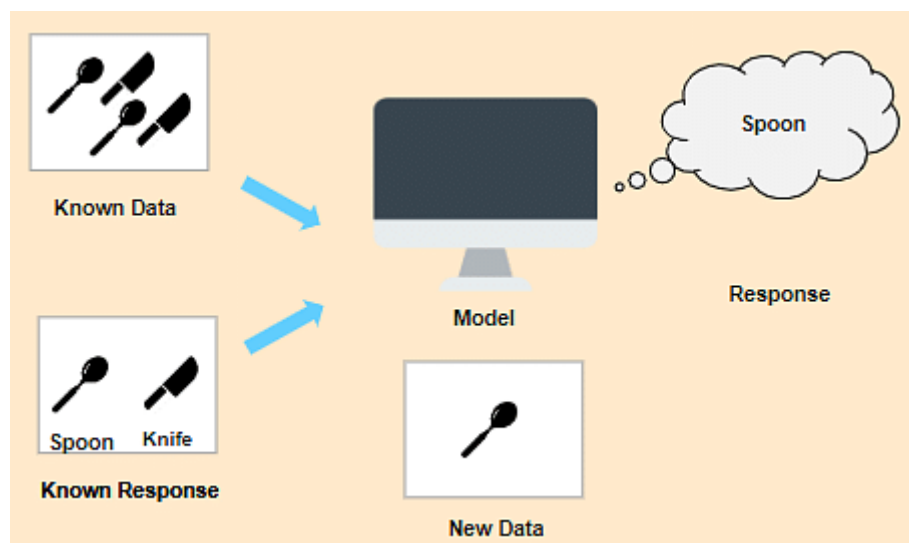 Known Data
Spoon
Model
Response
Spoon Knife
Known Response
New Data